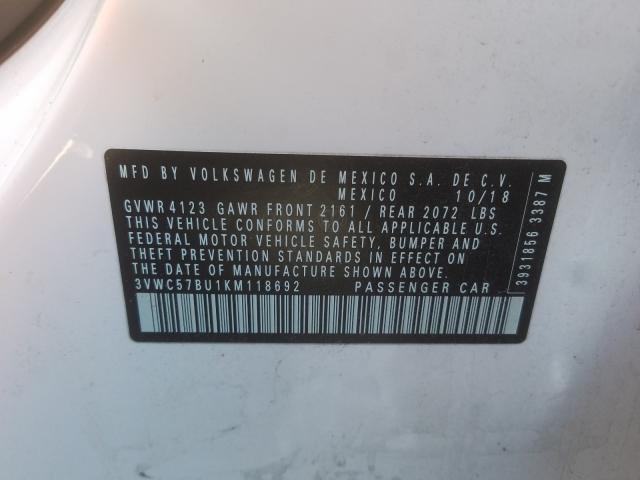 MFD BY VOLKSWAGEN DE MEXICO S.A. DE C.V.
MEXICO 10/18
GVWR 4123 GAWR FRONT 2161 / REAR 2072 LBS
THIS VEHICLE CONFORMS TO ALL APPLICABLE U.S.
FEDERAL MOTOR VEHICLE SAFETY, BUMPER AND
THEFT PREVENTION STANDARDS IN EFFECT ON
THE DATE OF MANUFACTURE SHOWN ABOVE.
3VWC57BU1KM118692 PASSENGER CAR
3931856 3387 M